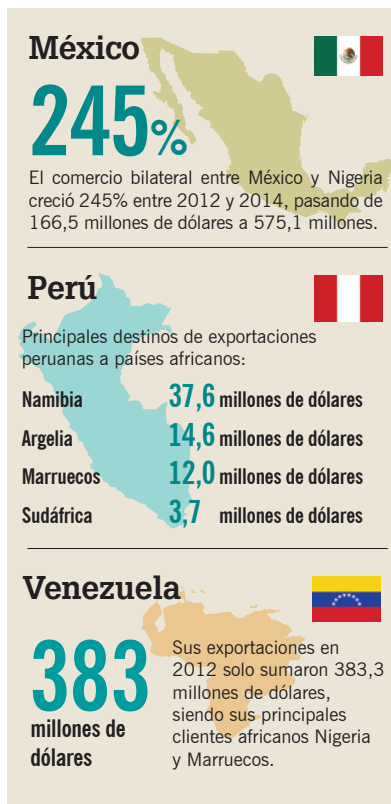 México
245%
El comercio bilateral entre México y Nigeria
creció 245% entre 2012 y 2014, pasando de
166,5 millones de dólares a 575,1 millones.
Perú
Principales destinos de exportaciones
peruanas a países africanos:
Namibia 37,6 millones de dólares
Argelia 14,6 millones de dólares
Marruecos 12,0 millones de dólares
Sudáfrica 3,7 millones de dólares
Venezuela
383
millones de
dólares
Sus exportaciones en
2012 solo sumaron 383,3
millones de dólares,
siendo sus principales
clientes africanos Nigeria
y Marruecos.